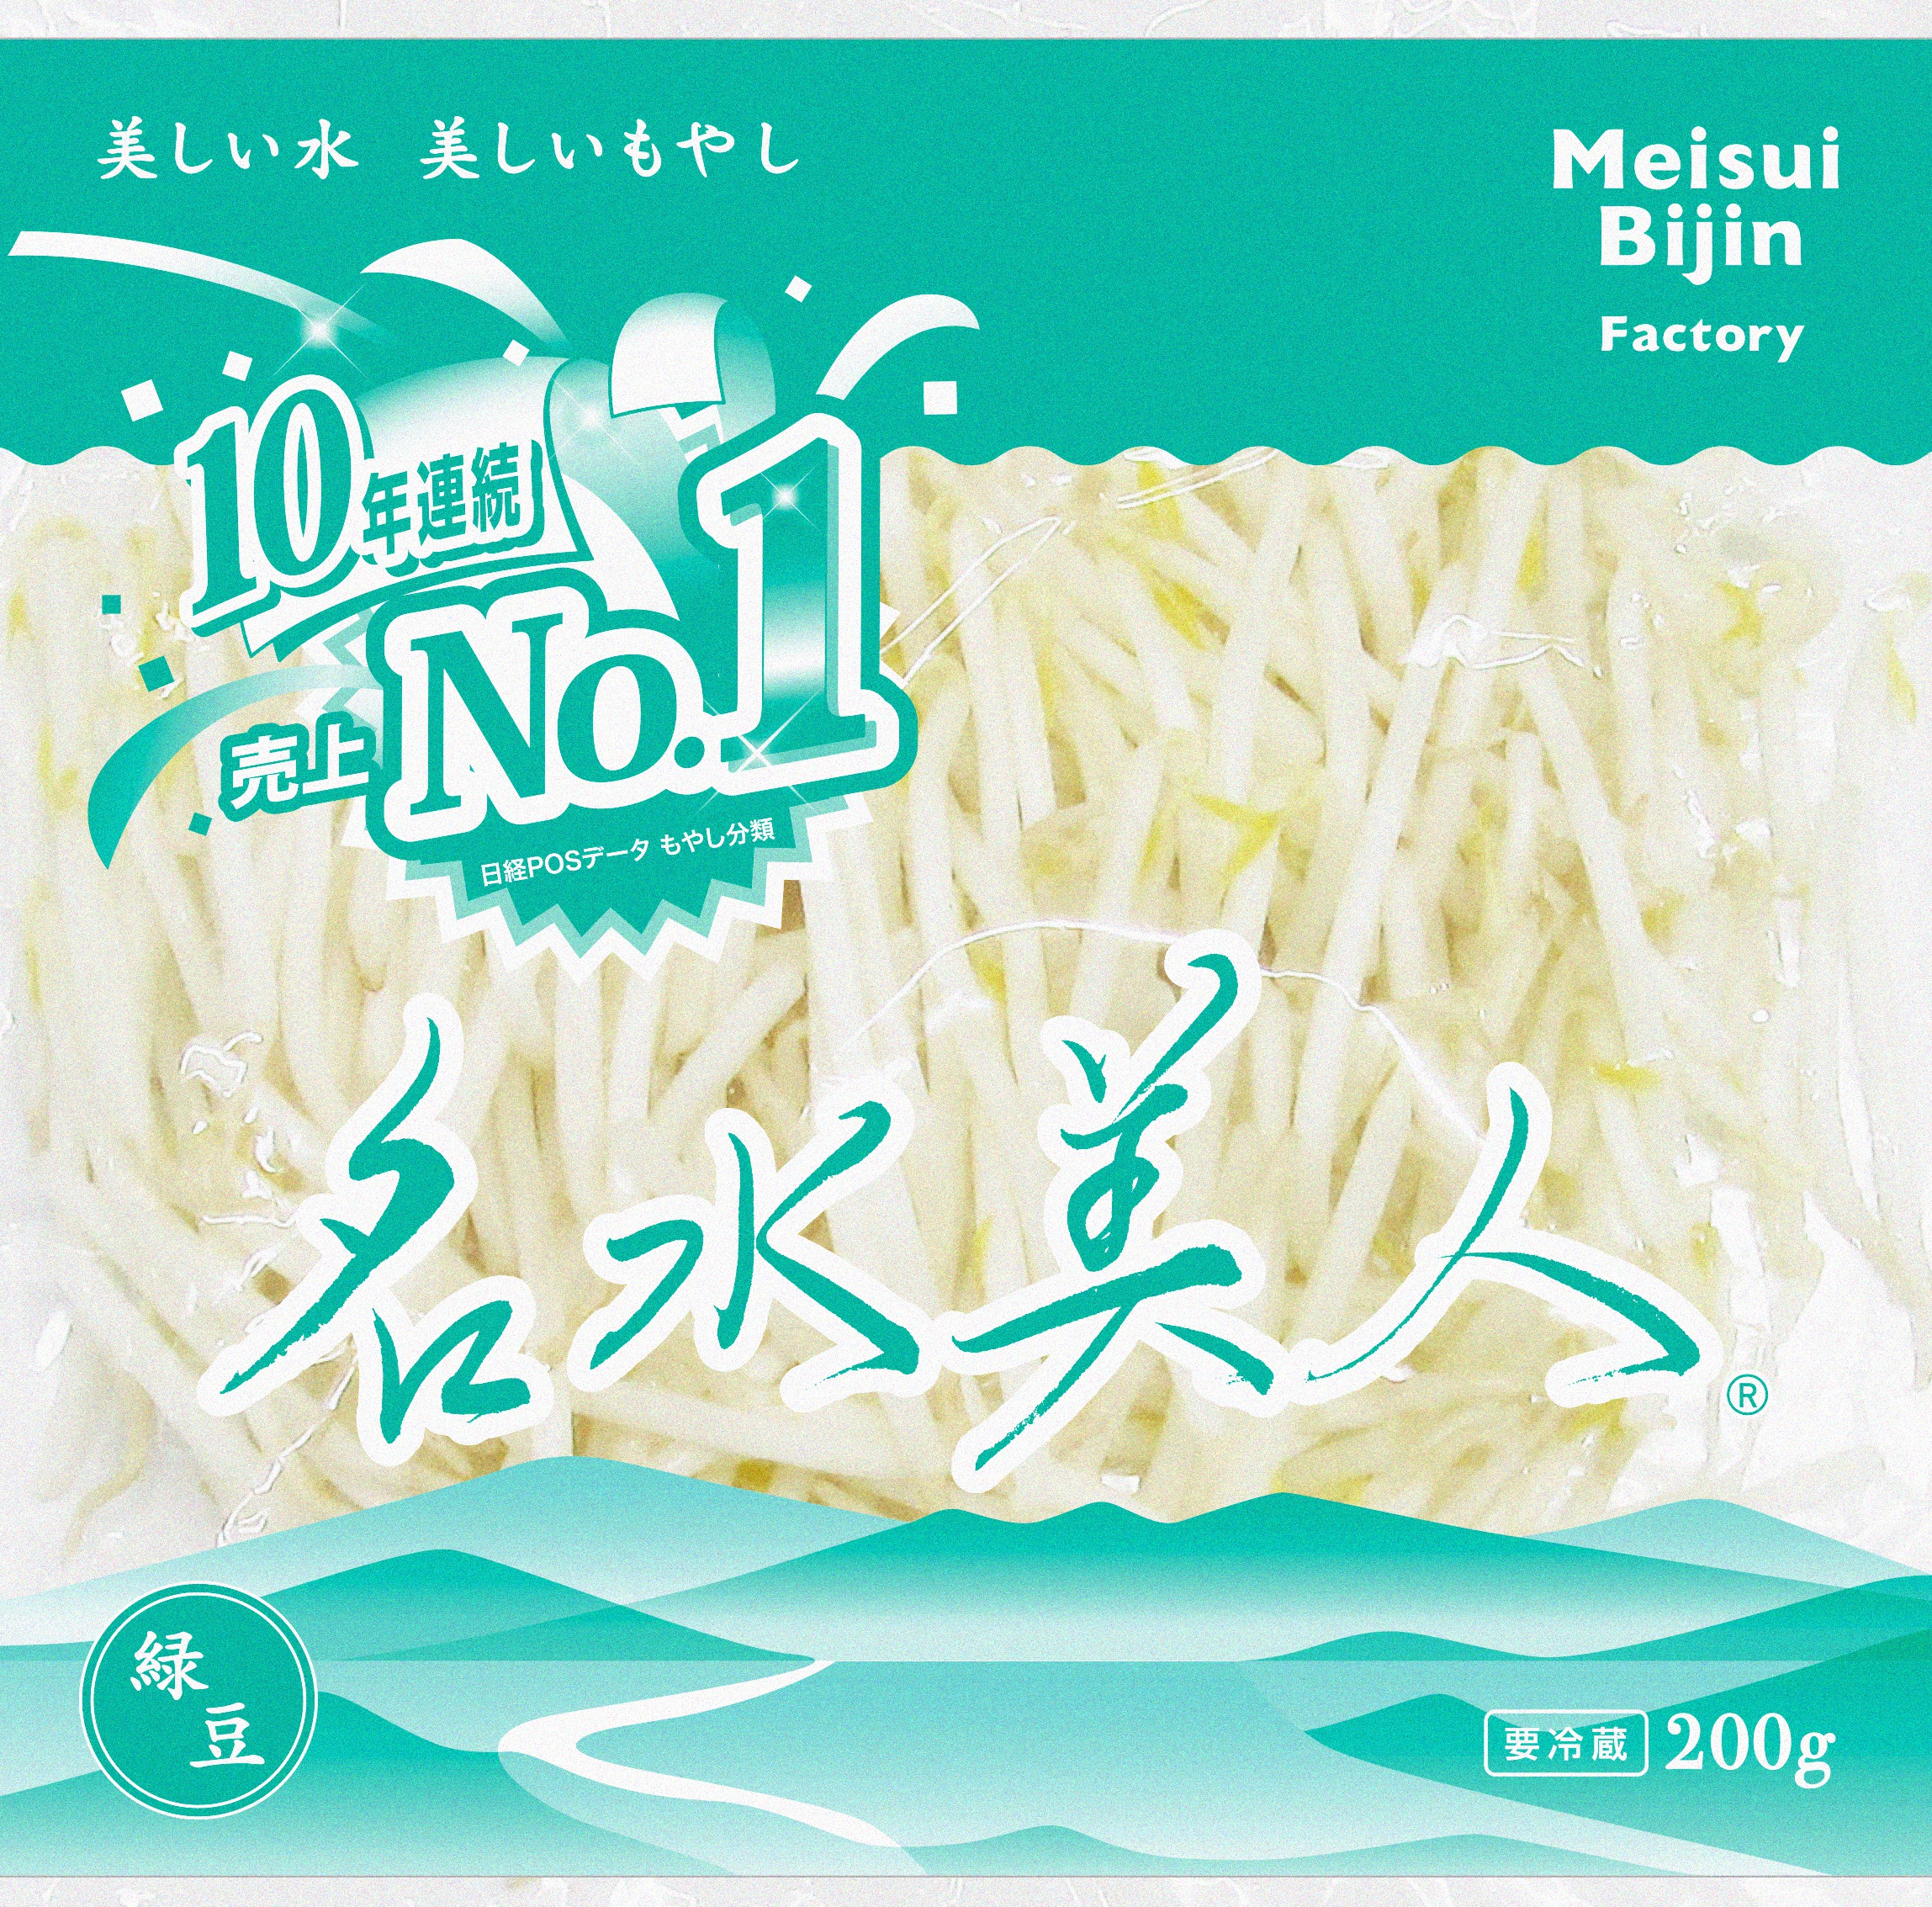 美しい水 美しいもやし
Meisui
Bijin
Factory
10年連続
売上No.1
日経POSデータ もやし分類
名水美人®
緑豆
要冷蔵 200g